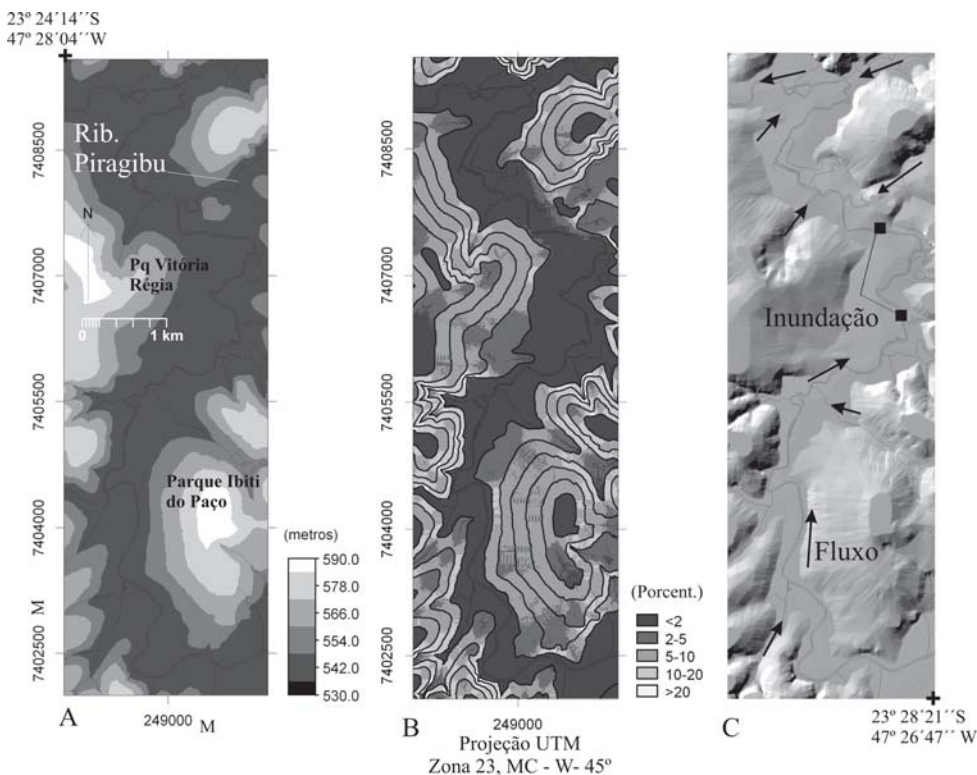 23º 24´14´´S
47º 28´04´´W
7408500
7407000
7405500
7404000
7402500
M
Rib.
Piragibu
N
Pq Vitória
Régia
0 1 km
Parque Ibiti
do Paço
(metros)
590.0
578.0
566.0
554.0
542.0
530.0
A
249000 M
7408500
7407000
7405500
7404000
7402500
(Porcent.)
<2
2-5
5-10
10-20
>20
B
249000
Projeção UTM
Zona 23, MC - W- 45º
Inundação
Fluxo
C
23º 28´21´´S
47º 26´47´´ W